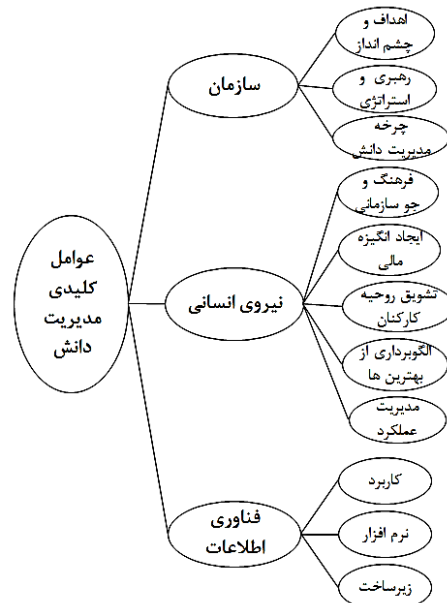 عوامل
کلیدی
مدیریت
دانش
سازمان
اهداف و
چشم انداز
رهبری و
استراتژی
چرخه
مدیریت دانش
نیروی انسانی
فرهنگ و
جو سازمانی
ایجاد انگیزه
مالی
تشویق روحیه
کارکنان
الگوبرداری از
بهترین ها
مدیریت
عملکرد
فناوری
اطلاعات
کاربرد
نرم افزار
زیرساخت